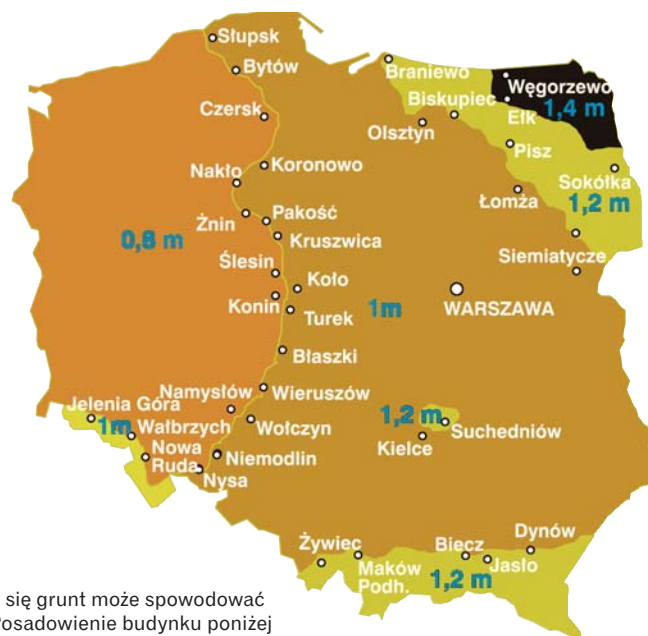 Słupsk
Bytów
Braniewo
Węgorzewo
Biskupiec
1,4 m
Czersk
Ełk
Olsztyn
Pisz
Koronowo
Nakło
Sokółka
Łomża
1,2 m
Żnin
Pakość
0,8 m
Kruszwica
Siemiatycze
Ślesin
Koło
Konin
1m
WARSZAWA
Turek
Błaszki
Namysłów
Wieruszów
Jelenia Góra
1,2 m
1m
Wałbrzych
Wołczyn
Suchedniów
Kielce
Nowa
Ruda
Niemodlin
Nysa
Żywiec
Biecz
Dynów
Maków
Podh.
Jasło
1,2 m
się grunt może spowodować
Posadowienie budynku poniżej